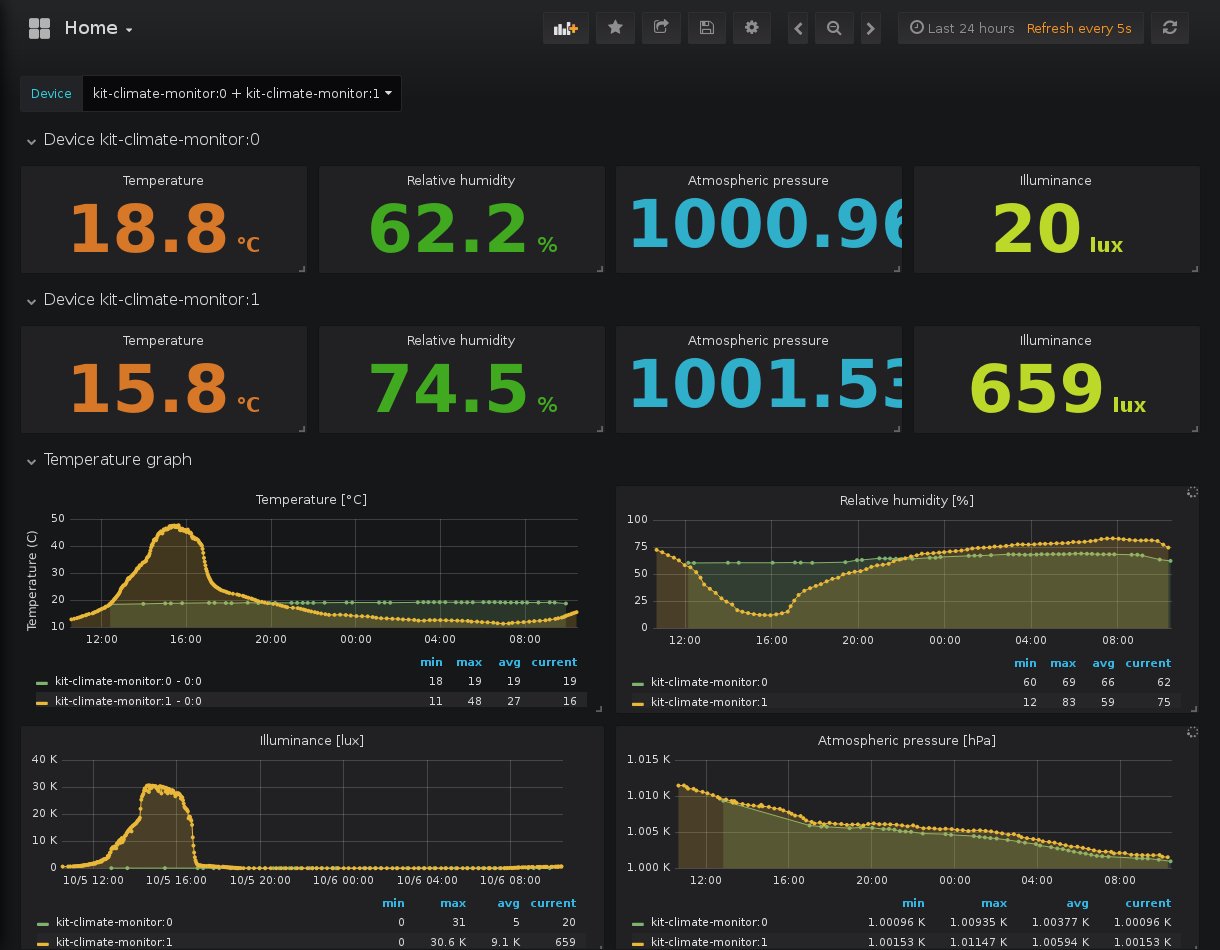 Home
Last 24 hours Refresh every 5s
Device kit-climate-monitor:0 + kit-climate-monitor:1
Device kit-climate-monitor:0
Temperature Relative humidity Atmospheric pressure Illuminance
18.8 °C 62.2 % 1000.96 20 lux
Device kit-climate-monitor:1
Temperature Relative humidity Atmospheric pressure Illuminance
15.8 °C 74.5 % 1001.53 659 lux
Temperature graph
Temperature [°C]
Temperature (C)
50
40
30
20
10
12:00 16:00 20:00 00:00 04:00 08:00
min max avg current
kit-climate-monitor:0 - 0:0 18 19 19 19
kit-climate-monitor:1 - 0:0 11 48 27 16
Relative humidity [%]
100
75
50
25
0
12:00 16:00 20:00 00:00 04:00 08:00
min max avg current
kit-climate-monitor:0 60 69 66 62
kit-climate-monitor:1 12 83 59 75
Illuminance [lux]
40 K
30 K
20 K
10 K
0
10/5 12:00 10/5 16:00 10/5 20:00 10/6 00:00 10/6 04:00 10/6 08:00
min max avg current
kit-climate-monitor:0 0 31 5 20
kit-climate-monitor:1 0 30.6 K 9.1 K 659
Atmospheric pressure [hPa]
1.015 K
1.010 K
1.005 K
1.000 K
12:00 16:00 20:00 00:00 04:00 08:00
min max avg current
kit-climate-monitor:0 1.00096 K 1.00935 K 1.00377 K 1.00096 K
kit-climate-monitor:1 1.00153 K 1.01147 K 1.00594 K 1.00153 K